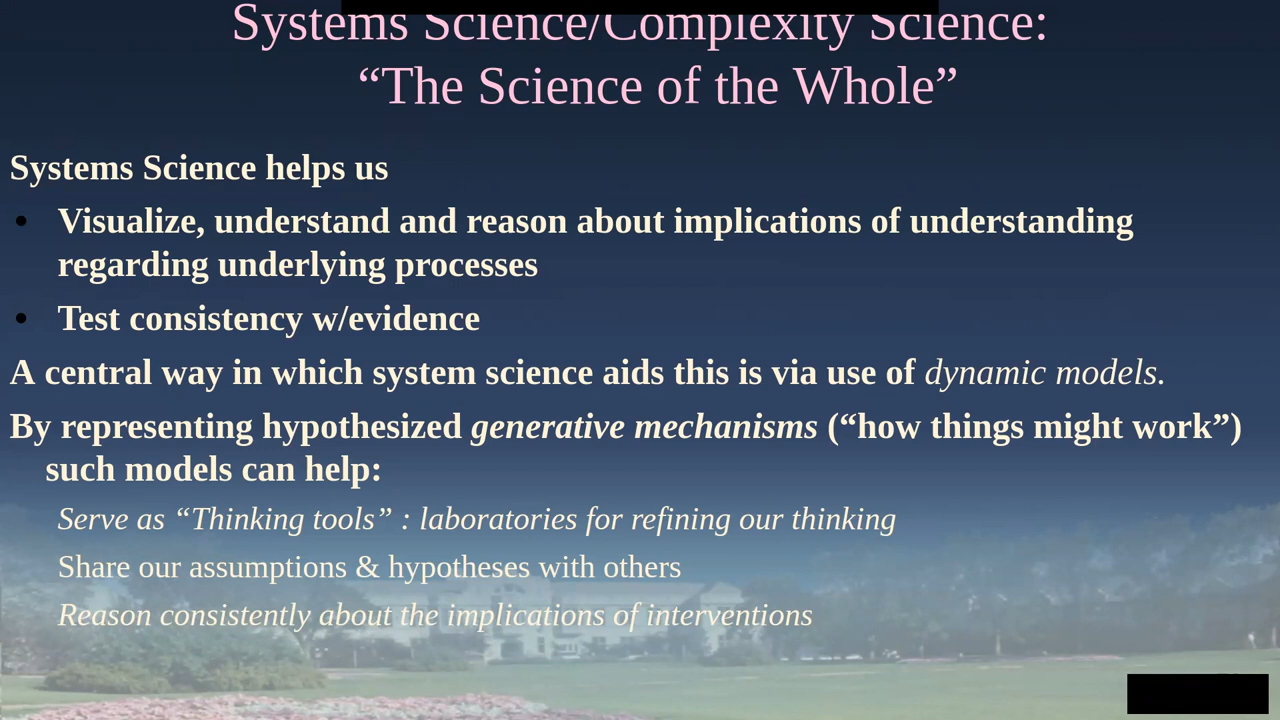 Systems Science/Complexity Science:
“The Science of the Whole”
Systems Science helps us
• Visualize, understand and reason about implications of understanding
regarding underlying processes
• Test consistency w/evidence
A central way in which system science aids this is via use of dynamic models.
By representing hypothesized generative mechanisms (“how things might work”)
such models can help:
Serve as “Thinking tools” : laboratories for refining our thinking
Share our assumptions & hypotheses with others
Reason consistently about the implications of interventions